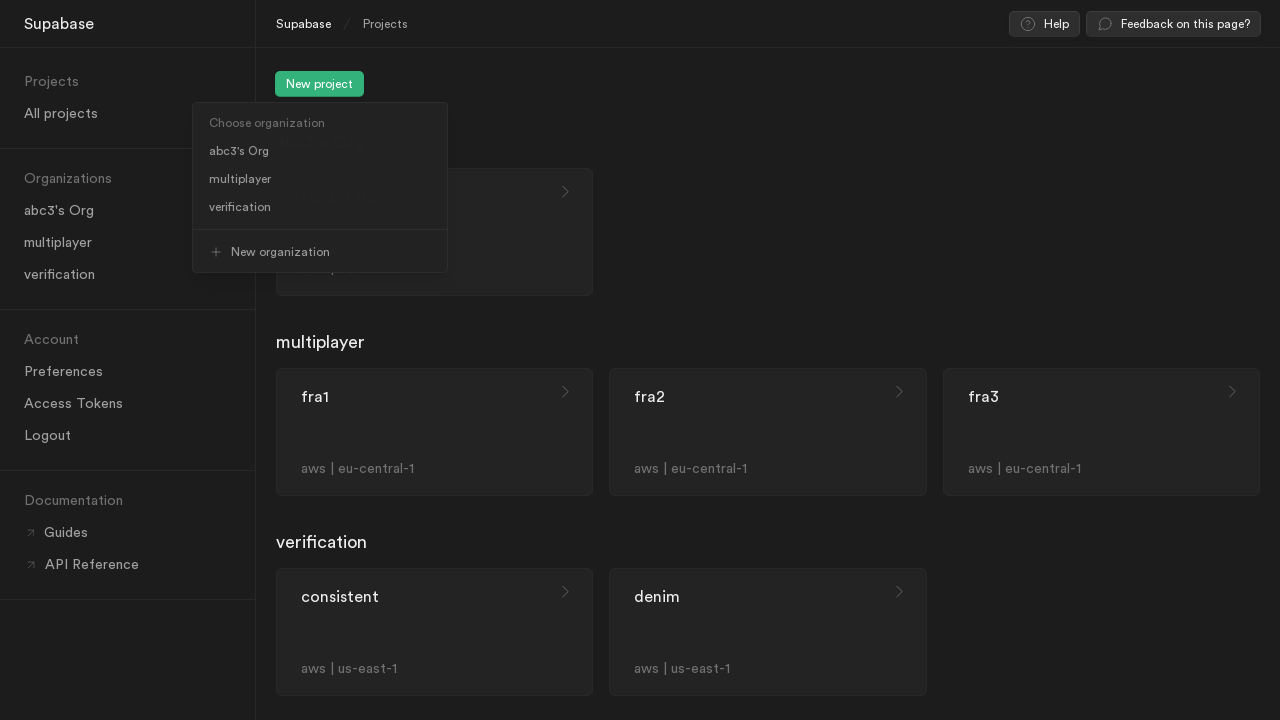 Supabase
Supabase / Projects
Help
Feedback on this page?
Projects
All projects
Organizations
abc3's Org
multiplayer
verification
Account
Preferences
Access Tokens
Logout
Documentation
Guides
API Reference
New project
Choose organization
abc3's Org
multiplayer
verification
New organization
multiplayer
fra1
aws | eu-central-1
fra2
aws | eu-central-1
fra3
aws | eu-central-1
verification
consistent
aws | us-east-1
denim
aws | us-east-1